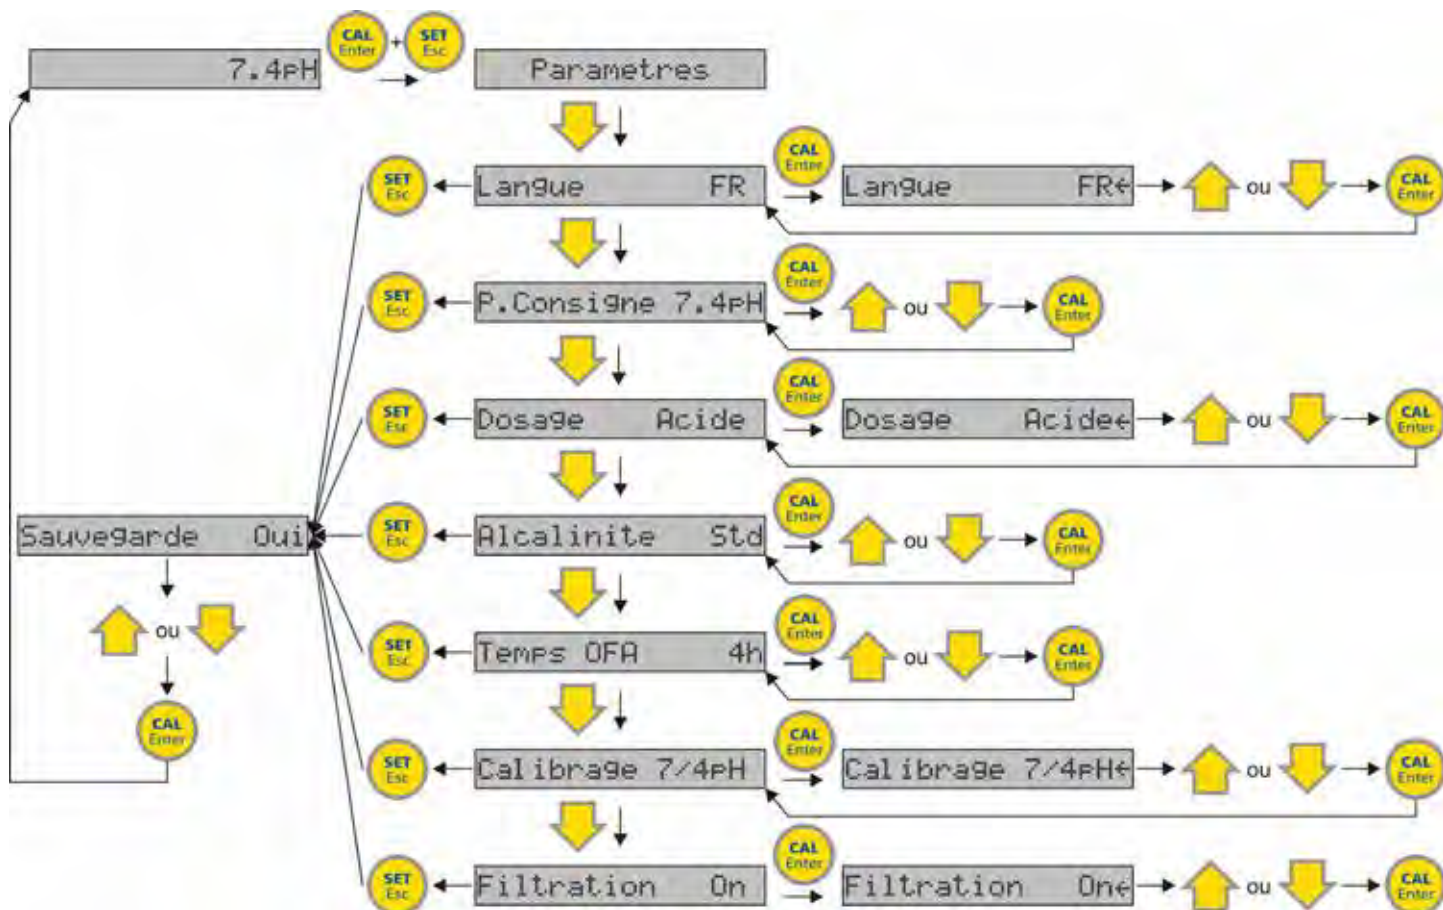 7.4pH CAL Enter + SET Esc Parametres
SET Esc Langue FR CAL Enter Langue FR← ou CAL Enter
SET Esc P.Consigne 7.4pH CAL Enter ou CAL Enter
SET Esc Dosage Acide CAL Enter Dosage Acide← ou CAL Enter
Sauvegarde Oui SET Esc Alcalinite Std CAL Enter ou CAL Enter
ou SET Esc Temps OFA 4h CAL Enter ou CAL Enter
CAL Enter SET Esc Calibrage 7/4pH CAL Enter Calibrage 7/4pH← ou CAL Enter
SET Esc Filtration On CAL Enter Filtration On← ou CAL Enter